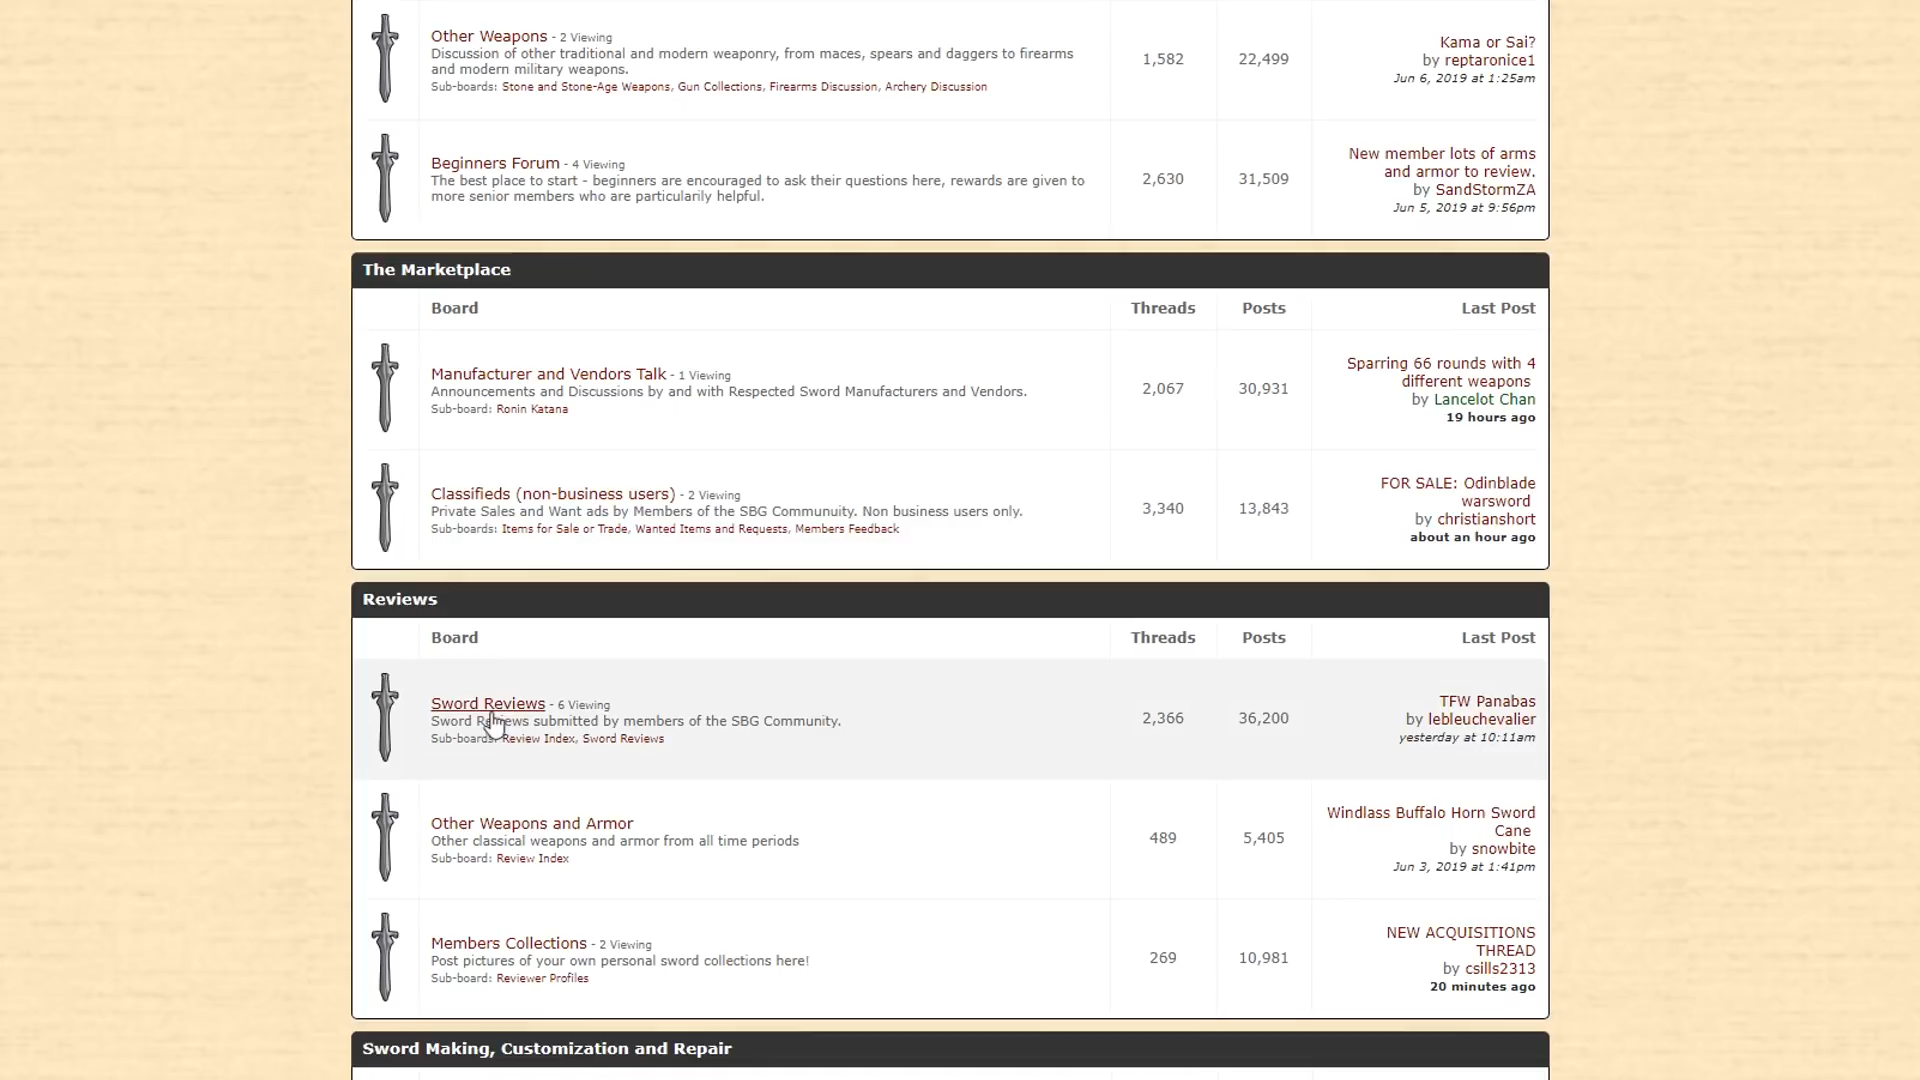 Other Weapons - 2 Viewing
Discussion of other traditional and modern weaponry, from maces, spears and daggers to firearms
and modern military weapons.
Sub-boards: Stone and Stone-Age Weapons, Gun Collections, Firearms Discussion, Archery Discussion
1,582
22,499
Kama or Sai?
by reptaronice1
Jun 6, 2019 at 1:25am
Beginners Forum - 4 Viewing
The best place to start - beginners are encouraged to ask their questions here, rewards are given to
more senior members who are particularily helpful.
2,630
31,509
New member lots of arms
and armor to review.
by SandStormZA
Jun 5, 2019 at 9:56pm
The Marketplace
Board Threads Posts Last Post
Manufacturer and Vendors Talk - 1 Viewing
Announcements and Discussions by and with Respected Sword Manufacturers and Vendors.
Sub-board: Ronin Katana
2,067
30,931
Sparring 66 rounds with 4
different weapons
by Lancelot Chan
19 hours ago
Classifieds (non-business users) - 2 Viewing
Private Sales and Want ads by Members of the SBG Community. Non business users only.
Sub-boards: Items for Sale or Trade, Wanted Items and Requests, Members Feedback
3,340
13,843
FOR SALE: Odinblade
warsword
by christianshort
about an hour ago
Reviews
Board Threads Posts Last Post
Sword Reviews - 6 Viewing
Sword Reviews submitted by members of the SBG Community.
Sub-boards: Review Index, Sword Reviews
2,366
36,200
TFW Panabas
by lebleuchevalier
yesterday at 10:11am
Other Weapons and Armor
Other classical weapons and armor from all time periods
Sub-board: Review Index
489
5,405
Windlass Buffalo Horn Sword
Cane
by snowbite
Jun 3, 2019 at 1:41pm
Members Collections - 2 Viewing
Post pictures of your own personal sword collections here!
Sub-board: Reviewer Profiles
269
10,981
NEW ACQUISITIONS
THREAD
by csills2313
20 minutes ago
Sword Making, Customization and Repair